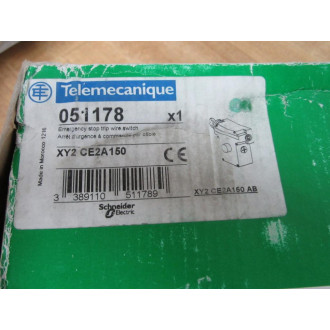 Telemecanique
051178 x1
Emergency stop trip wire switch
Arrêt d'urgence à commande par câble
XY2 CE2A150
CE
Made in Morocco 1216
3 389110 511789
XY2 CE2A150 AB
Schneider
Electric